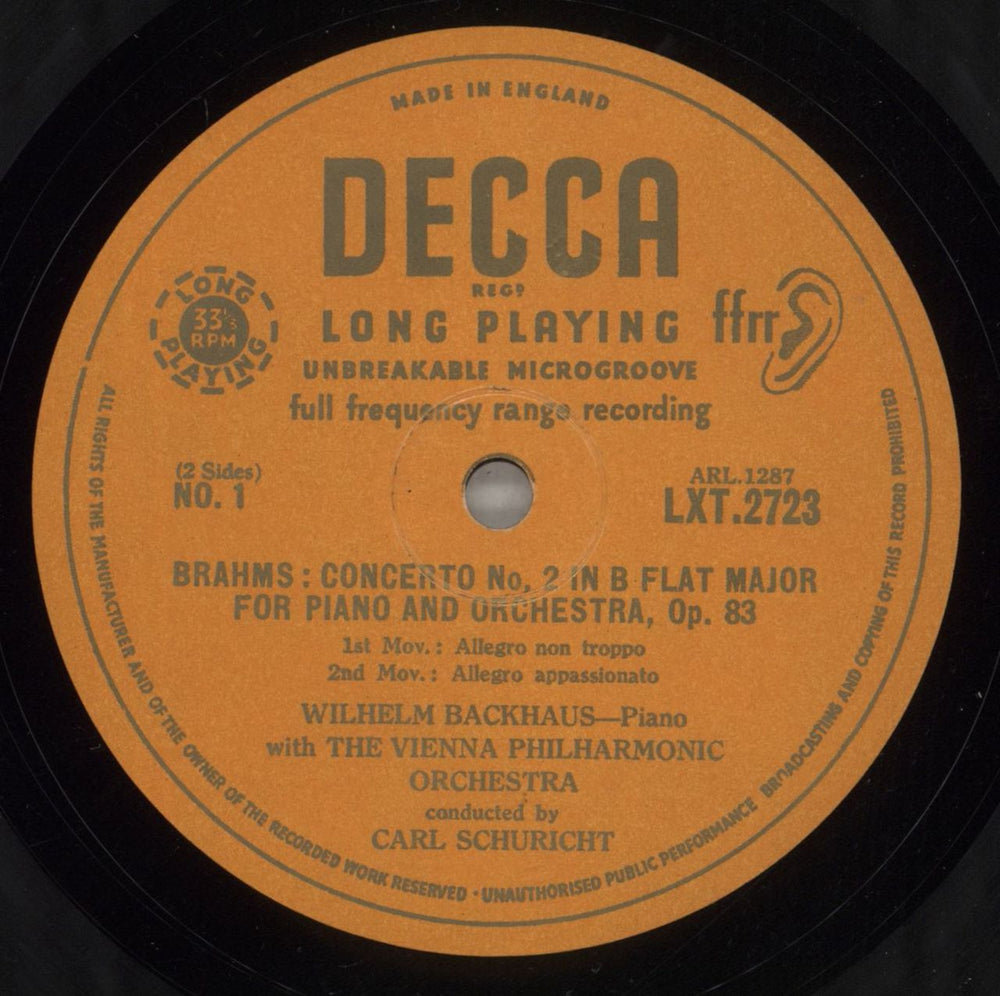 MADE IN ENGLAND
DECCA
REGD
LONG PLAYING
33⅓ RPM
LONG PLAYING
ffrr
UNBREAKABLE MICROGROOVE
full frequency range recording
(2 Sides)
NO. 1
ARL.1287
LXT.2723
BRAHMS : CONCERTO No. 2 IN B FLAT MAJOR
FOR PIANO AND ORCHESTRA, Op. 83
1st Mov. : Allegro non troppo
2nd Mov. : Allegro appassionato
WILHELM BACKHAUS—Piano
with THE VIENNA PHILHARMONIC
ORCHESTRA
conducted by
CARL SCHURICHT
ALL RIGHTS OF THE MANUFACTURER AND OF THE OWNER OF THE RECORDED WORK RESERVED · UNAUTHORISED PUBLIC PERFORMANCE BROADCASTING AND COPYING OF THIS RECORD PROHIBITED